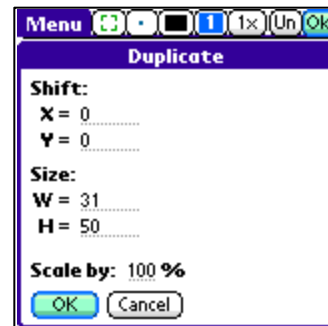 Menu 1 1x Un Ok
Duplicate
Shift:
X = 0
Y = 0
Size:
W = 31
H = 50
Scale by: 100 %
OK Cancel